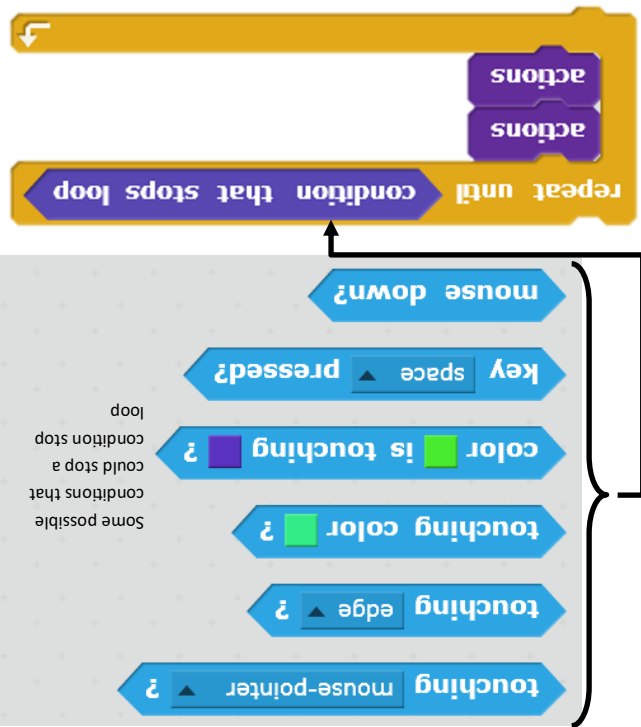 touching mouse-pointer ?
touching edge ?
touching color ?
color is touching ?
key space pressed?
mouse down?
Some possible
conditions that
could stop a
condition stop
loop
repeat until condition that stops loop
actions
actions